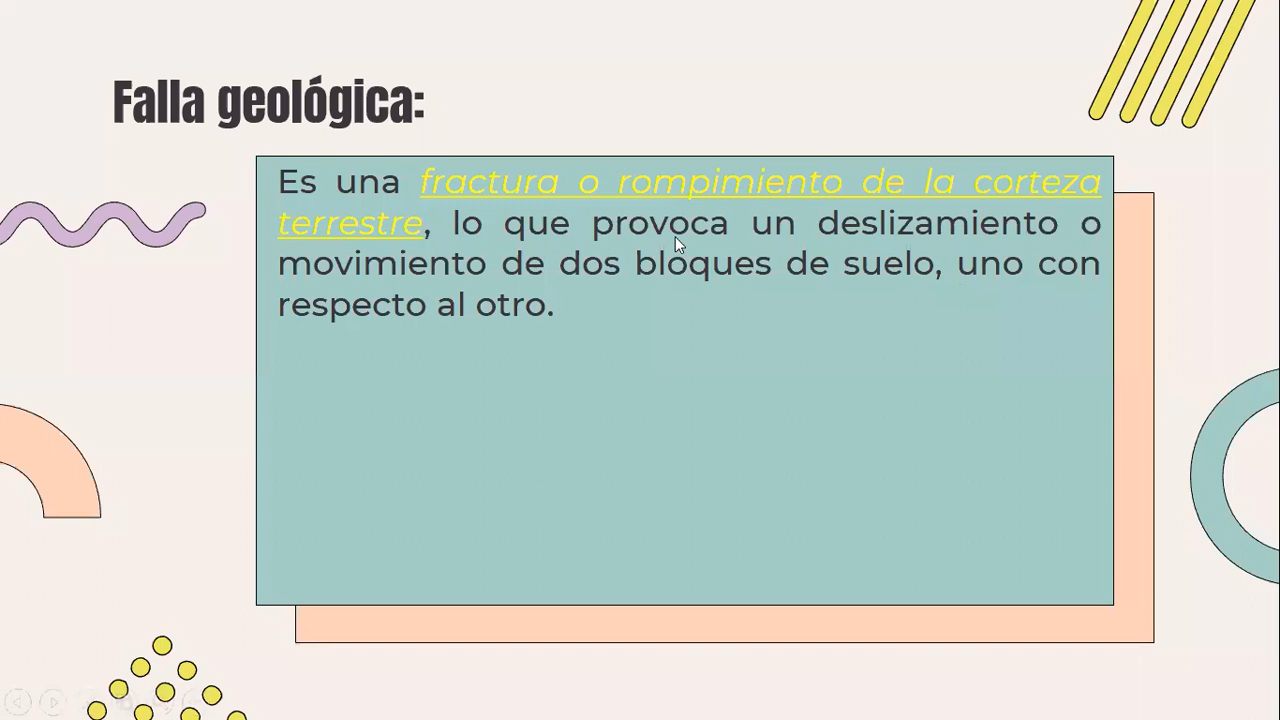 Falla geológica:
Es una fractura o rompimiento de la corteza
terrestre, lo que provoca un deslizamiento o
movimiento de dos bloques de suelo, uno con
respecto al otro.